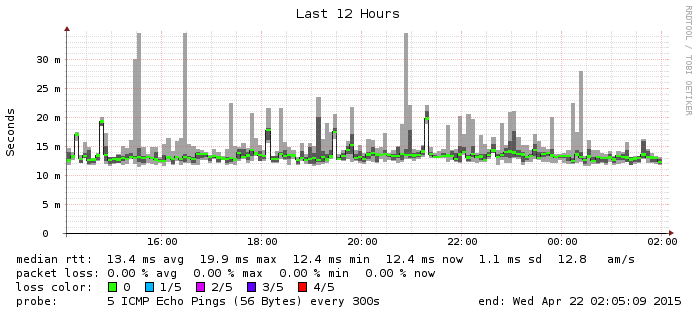 Last 12 Hours
RRDTOOL / TOBI OETIKER
Seconds
30 m
25 m
20 m
15 m
10 m
5 m
0
16:00 18:00 20:00 22:00 00:00 02:00
median rtt: 13.4 ms avg 19.9 ms max 12.4 ms min 12.4 ms now 1.1 ms sd 12.8 am/s
packet loss: 0.00 % avg 0.00 % max 0.00 % min 0.00 % now
loss color: 0 1/5 2/5 3/5 4/5
probe: 5 ICMP Echo Pings (56 Bytes) every 300s end: Wed Apr 22 02:05:09 2015